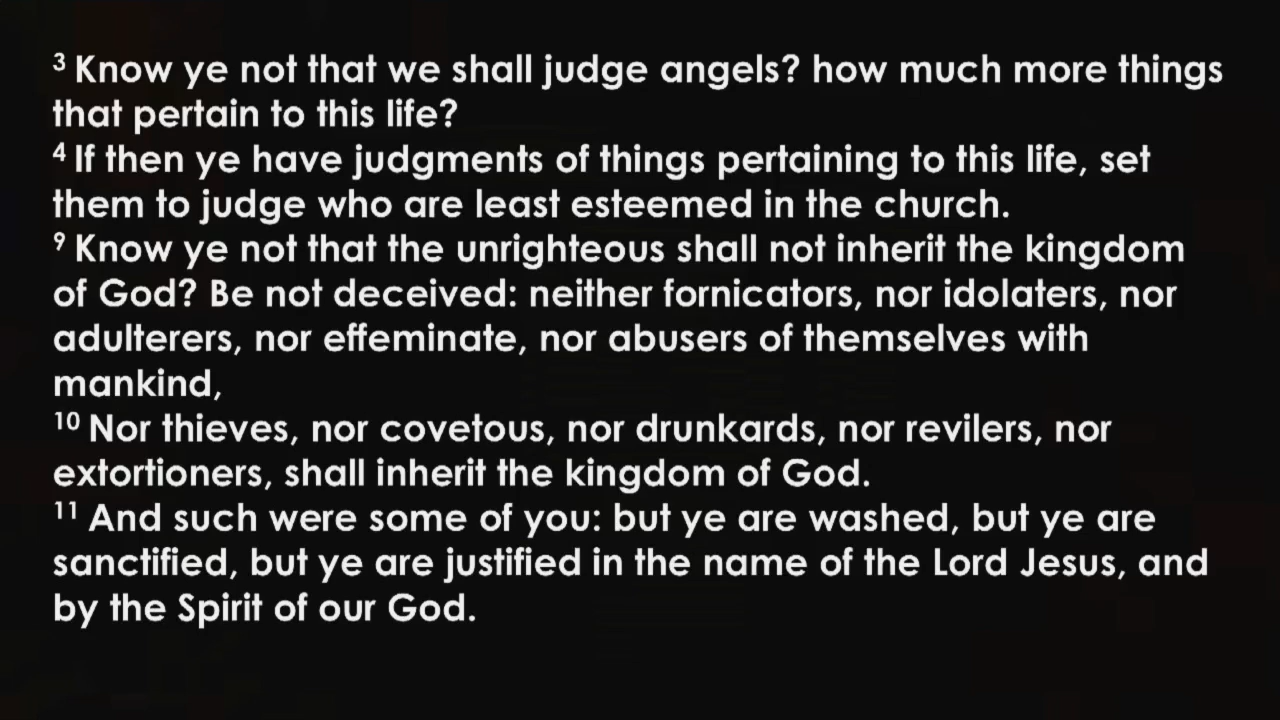 ³ Know ye not that we shall judge angels? how much more things
that pertain to this life?
⁴ If then ye have judgments of things pertaining to this life, set
them to judge who are least esteemed in the church.
⁹ Know ye not that the unrighteous shall not inherit the kingdom
of God? Be not deceived: neither fornicators, nor idolaters, nor
adulterers, nor effeminate, nor abusers of themselves with
mankind,
¹⁰ Nor thieves, nor covetous, nor drunkards, nor revilers, nor
extortioners, shall inherit the kingdom of God.
¹¹ And such were some of you: but ye are washed, but ye are
sanctified, but ye are justified in the name of the Lord Jesus, and
by the Spirit of our God.